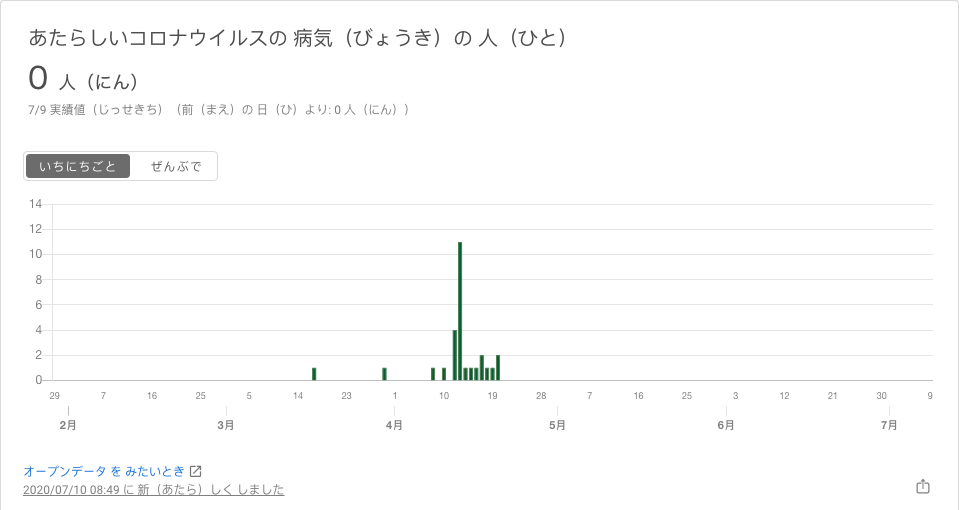 あたらしいコロナウイルスの 病気（びょうき）の 人（ひと）
0 人（にん）
7/9 実績値（じっせきち）（前（まえ）の 日（ひ）より: 0 人（にん））
いちにちごと ぜんぶで
14
12
10
8
6
4
2
0
29 7 16 25 5 14 23 1 10 19 28 7 16 25 3 12 21 30 9
2月 3月 4月 5月 6月 7月
オープンデータ を みたいとき
2020/07/10 08:49 に 新（あたら）しく しました